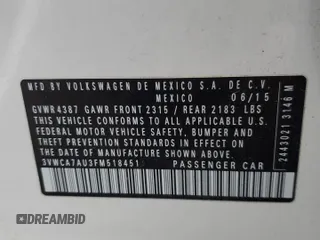 MFD BY VOLKSWAGEN DE MEXICO S.A. DE C.V.
MEXICO 06/15
GVWR 4387 GAWR FRONT 2315 / REAR 2183 LBS
THIS VEHICLE CONFORMS TO ALL APPLICABLE U.S.
FEDERAL MOTOR VEHICLE SAFETY, BUMPER AND
THEFT PREVENTION STANDARDS IN EFFECT ON THE
DATE OF MANUFACTURE SHOWN ABOVE.
3VWCA7AU3FM518451 PASSENGER CAR
2443021 3146 M
DREAMBID
DREAMBID.COM